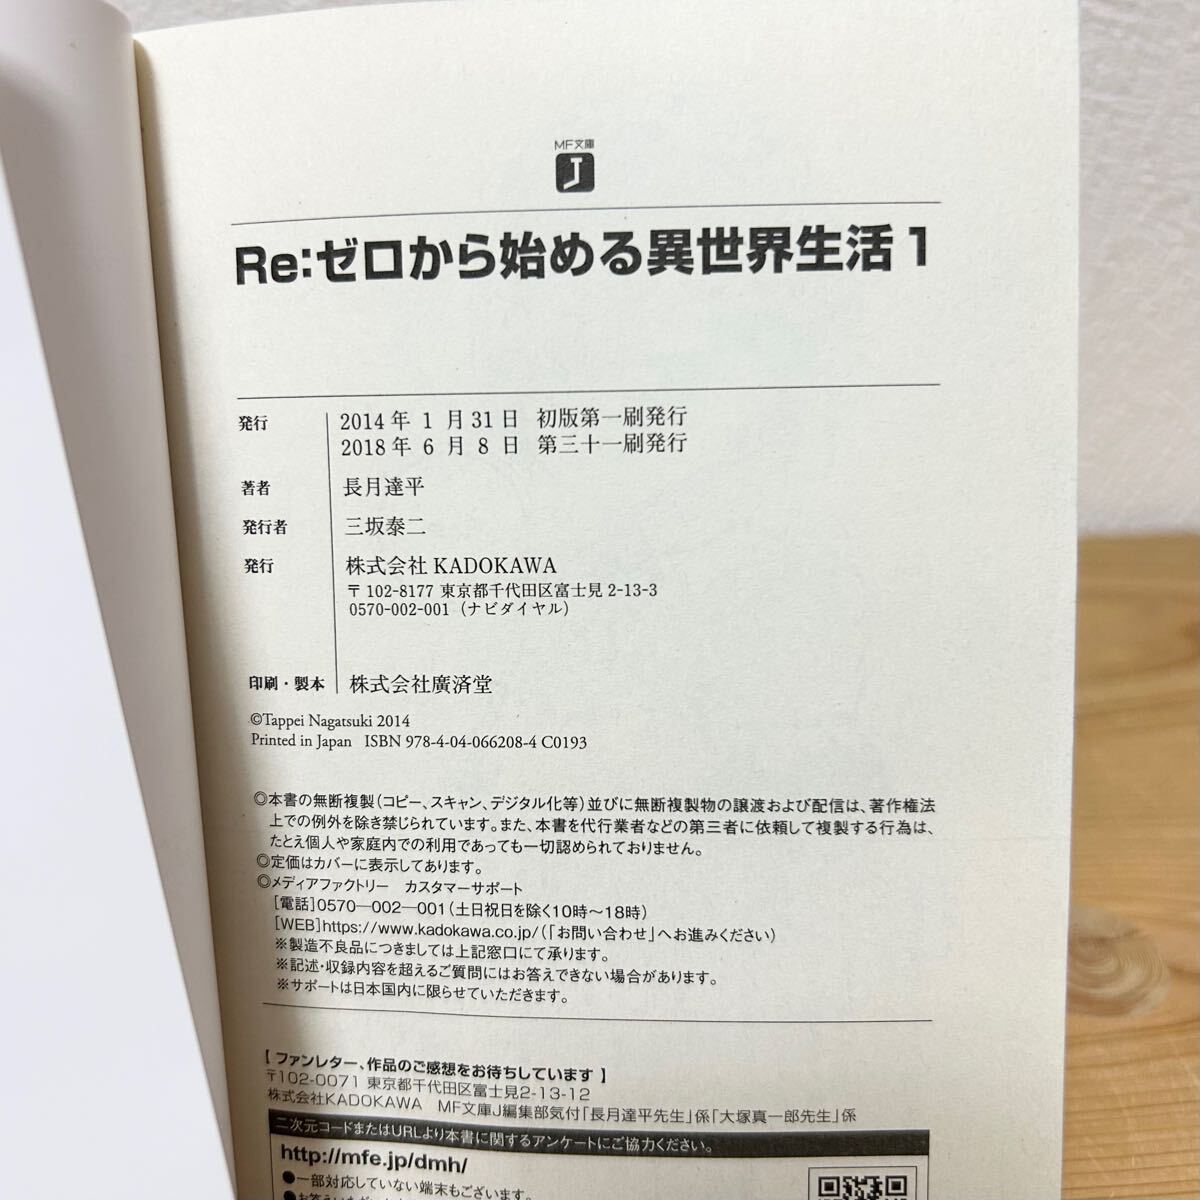 MF文庫
J
Re:ゼロから始める異世界生活1
発行 2014年 1 月 31 日 初版第一刷発行
2018年 6 月 8 日 第三十一刷発行
著者 長月達平
発行者 三坂泰二
発行 株式会社 KADOKAWA
〒102-8177 東京都千代田区富士見 2-13-3
0570-002-001（ナビダイヤル）
印刷・製本 株式会社廣済堂
©Tappei Nagatsuki 2014
Printed in Japan ISBN 978-4-04-066208-4 C0193
◎本書の無断複製（コピー、スキャン、デジタル化等）並びに無断複製物の譲渡および配信は、著作権法
上での例外を除き禁じられています。また、本書を代行業者などの第三者に依頼して複製する行為は、
たとえ個人や家庭内での利用であっても一切認められておりません。
◎定価はカバーに表示してあります。
◎メディアファクトリー カスタマーサポート
［電話］0570—002—001（土日祝日を除く10時〜18時）
［WEB］https://www.kadokawa.co.jp/（「お問い合わせ」へお進みください）
※製造不良品につきましては上記窓口にて承ります。
※記述・収録内容を超えるご質問にはお答えできない場合があります。
※サポートは日本国内に限らせていただきます。
【 ファンレター、作品のご感想をお待ちしています 】
〒102-0071 東京都千代田区富士見2-13-12
株式会社KADOKAWA MF文庫J編集部気付「長月達平先生」係「大塚真一郎先生」係
二次元コードまたはURLより本書に関するアンケートにご協力ください。
http://mfe.jp/dmh/
●一部対応していない端末もございます。